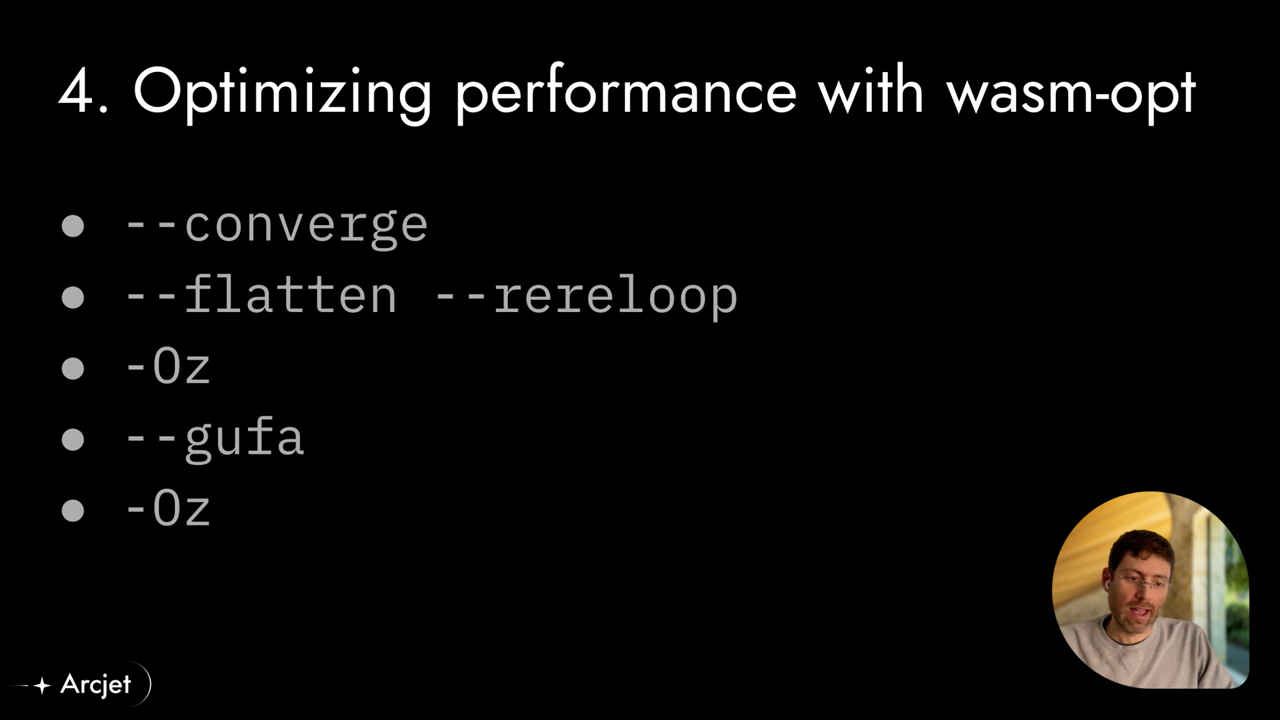 4. Optimizing performance with wasm-opt
● --converge
● --flatten --rereloop
● -Oz
● --gufa
● -Oz
Arcjet